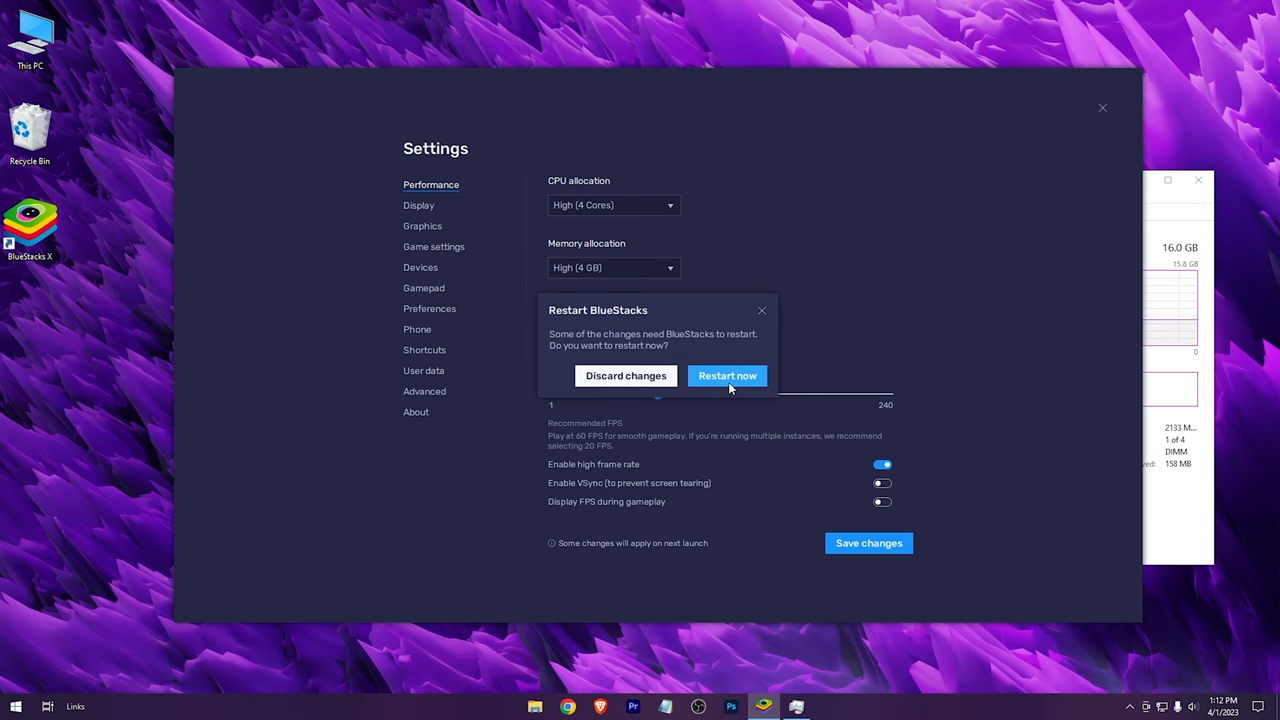 This PC
Recycle Bin
BlueStacks X
Settings
Performance
Display
Graphics
Game settings
Devices
Gamepad
Preferences
Phone
Shortcuts
User data
Advanced
About
CPU allocation
High (4 Cores)
Memory allocation
High (4 GB)
Restart BlueStacks
Some of the changes need BlueStacks to restart.
Do you want to restart now?
Discard changes
Restart now
1
240
Recommended FPS
Play at 60 FPS for smooth gameplay. If you're running multiple instances, we recommend
selecting 20 FPS.
Enable high frame rate
Enable VSync (to prevent screen tearing)
Display FPS during gameplay
Some changes will apply on next launch
Save changes
16.0 GB
15.8 GB
0
2133 M...
1 of 4
DIMM
ved: 158 MB
Links
Pr
Ps
1:12 PM
4/1/2023